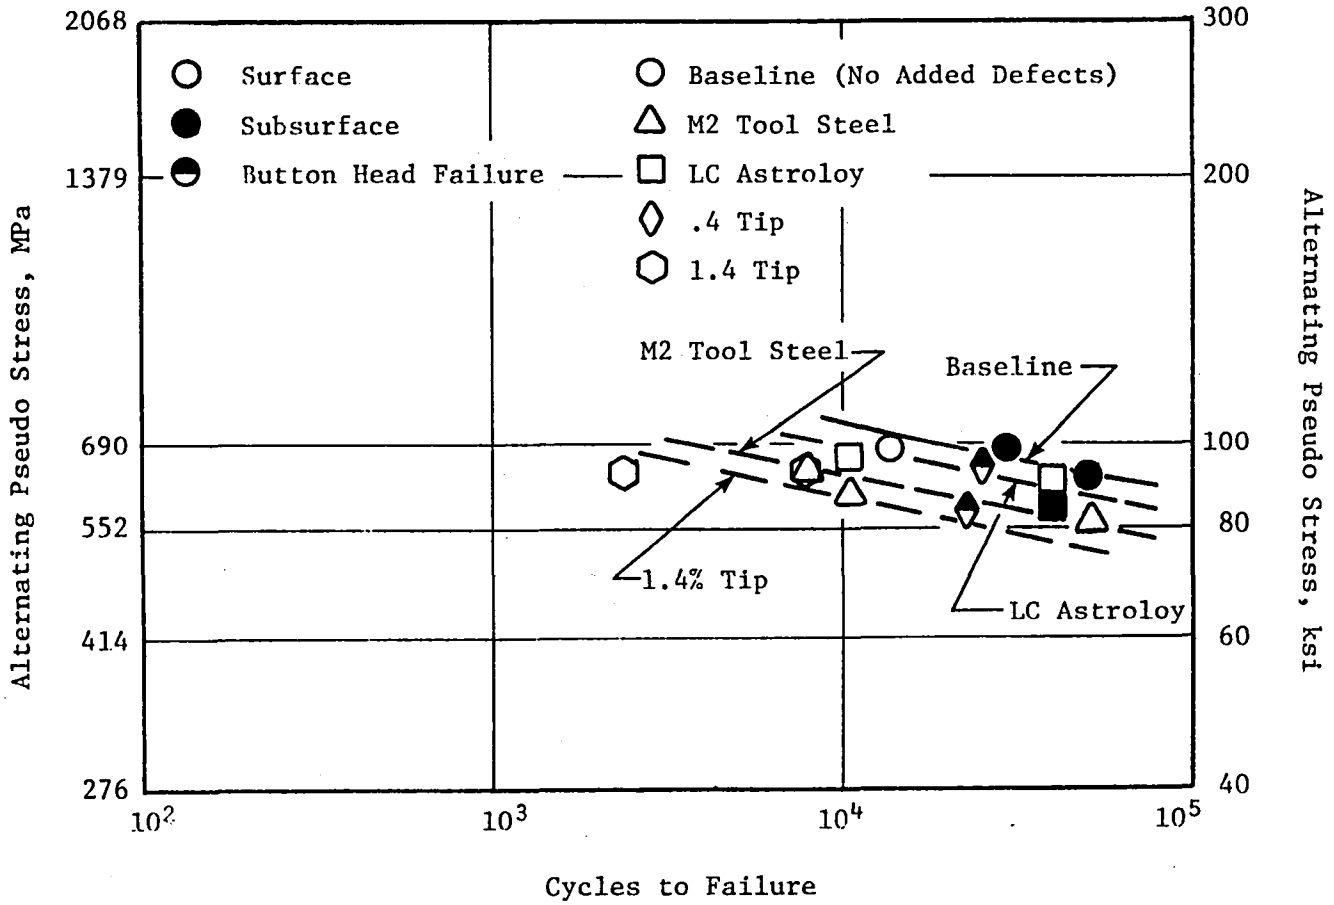 2068
300
Surface
Baseline (No Added Defects)
Subsurface
M2 Tool Steel
1379
Button Head Failure
LC Astroloy
200
.4 Tip
1.4 Tip
Alternating Pseudo Stress, MPa
Alternating Pseudo Stress, ksi
M2 Tool Steel
Baseline
690
100
552
80
1.4% Tip
LC Astroloy
414
60
276
40
10²
10³
10⁴
10⁵
Cycles to Failure